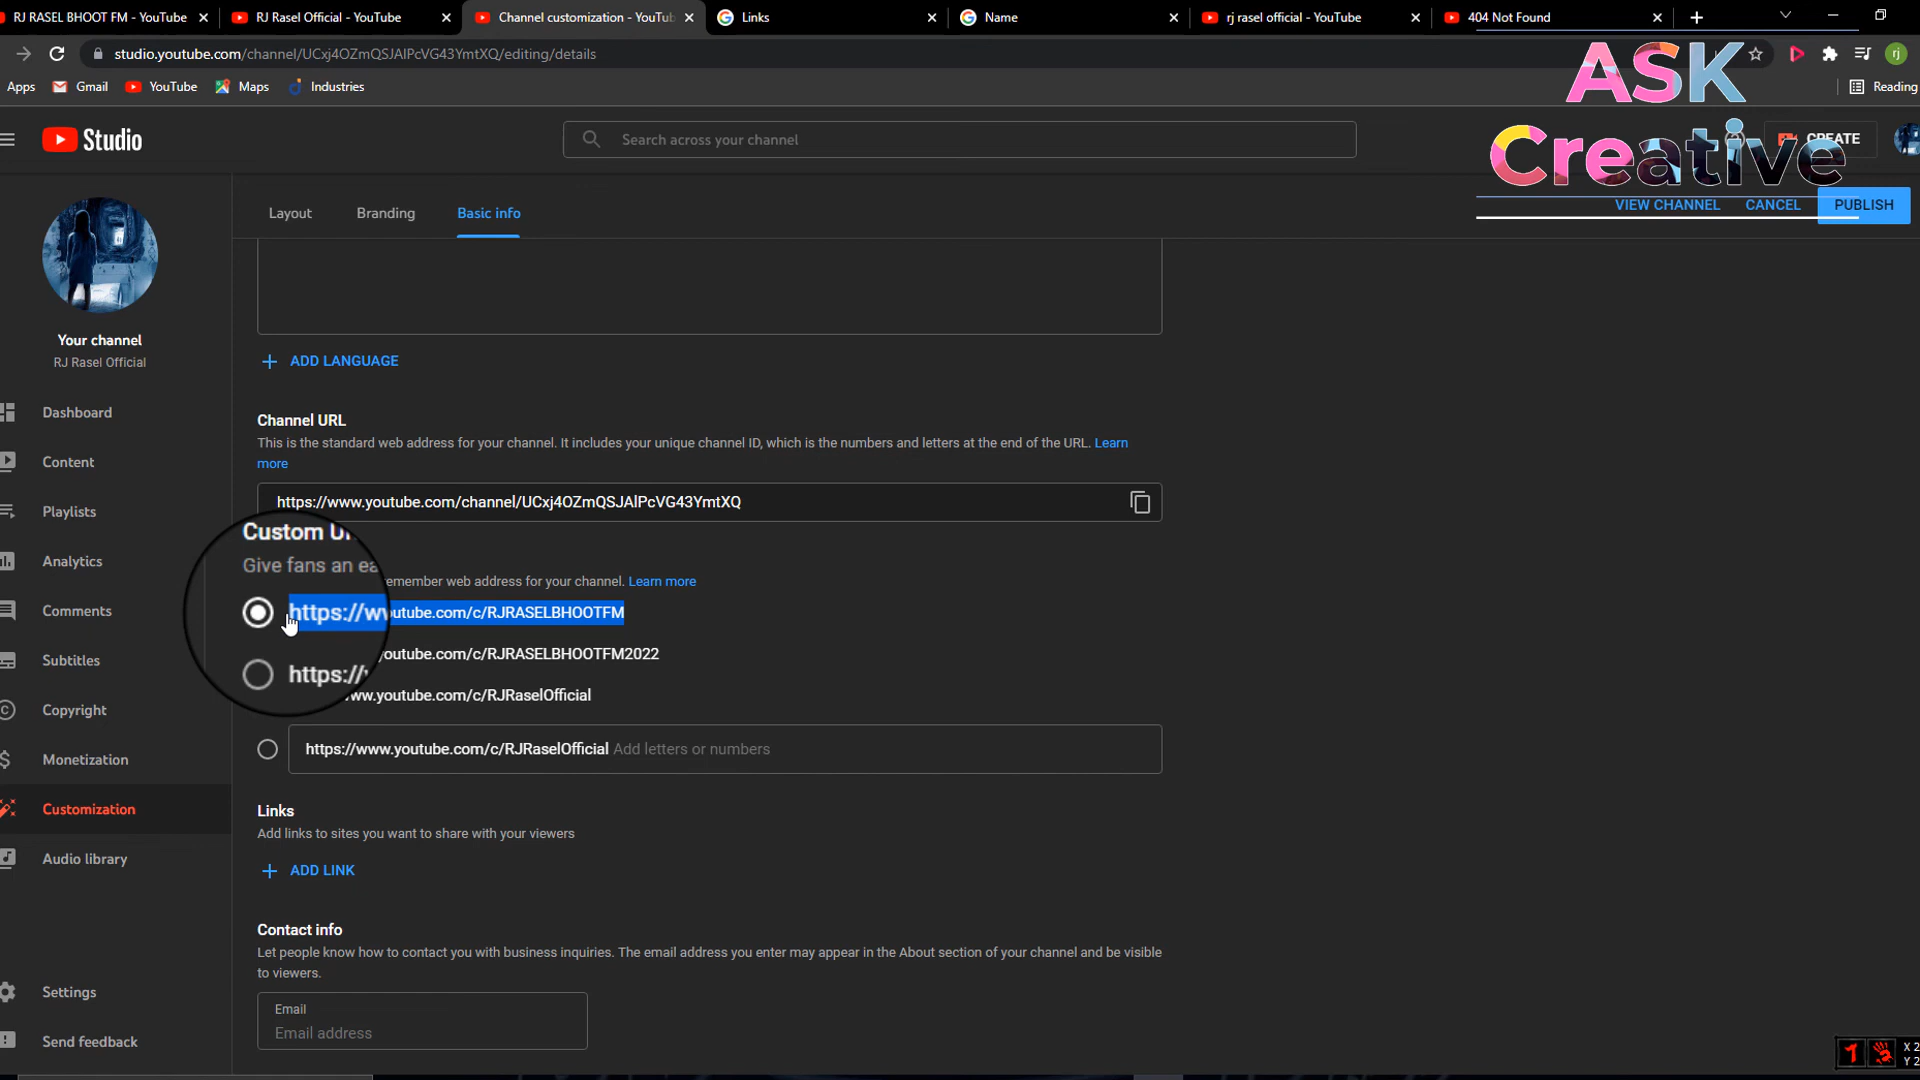 RJ RASEL BHOOT FM - YouTube
RJ Rasel Official - YouTube
Channel customization - YouTub
Links
Name
rj rasel official - YouTube
404 Not Found
studio.youtube.com/channel/UCxj4OZmQSJAlPcVG43YmtXQ/editing/details
rj
Apps
Gmail
YouTube
Maps
Industries
Reading
ASK
Creative
Studio
Search across your channel
CREATE
Layout
Branding
Basic info
VIEW CHANNEL
CANCEL
PUBLISH
Your channel
RJ Rasel Official
Dashboard
Content
Playlists
Analytics
Comments
Subtitles
Copyright
Monetization
Customization
Audio library
Settings
Send feedback
ADD LANGUAGE
Channel URL
This is the standard web address for your channel. It includes your unique channel ID, which is the numbers and letters at the end of the URL. Learn
more
https://www.youtube.com/channel/UCxj4OZmQSJAlPcVG43YmtXQ
Custom U
Give fans an ea
remember web address for your channel. Learn more
https://ww outube.com/c/RJRASELBHOOTFM
outube.com/c/RJRASELBHOOTFM2022
https://
www.youtube.com/c/RJRaselOfficial
https://www.youtube.com/c/RJRaselOfficial Add letters or numbers
Links
Add links to sites you want to share with your viewers
ADD LINK
Contact info
Let people know how to contact you with business inquiries. The email address you enter may appear in the About section of your channel and be visible
to viewers.
Email
Email address
X 2
Y 2